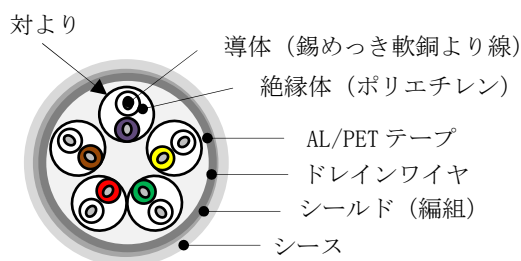 対より
導体（錫めっき軟銅より線）
絶縁体（ポリエチレン）
AL/PET テープ
ドレインワイヤ
シールド（編組）
シース